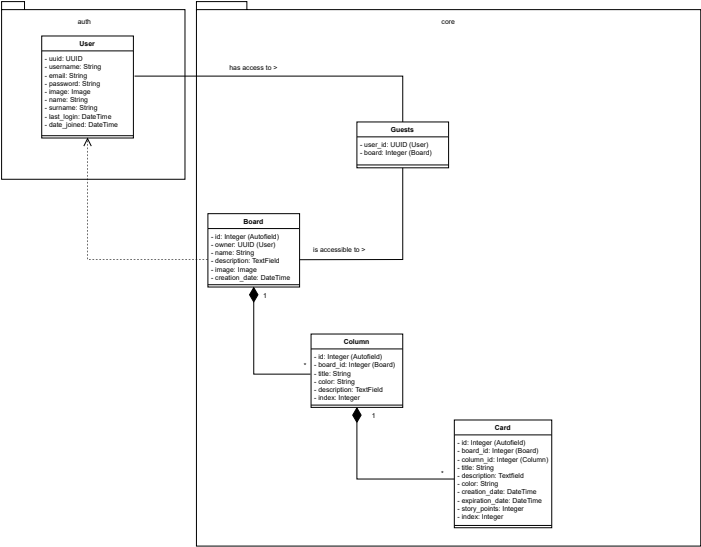 auth
core
User
- uuid: UUID
- username: String
- email: String
- password: String
- image: Image
- name: String
- surname: String
- last_login: DateTime
- date_joined: DateTime
has access to >
Guests
- user_id: UUID (User)
- board: Integer (Board)
Board
- id: Integer (Autofield)
- owner: UUID (User)
- name: String
- description: TextField
- image: Image
- creation_date: DateTime
is accessible to >
1
Column
- id: Integer (Autofield)
- board_id: Integer (Board)
- title: String
- color: String
- description: TextField
- index: Integer
*
1
Card
- id: Integer (Autofield)
- board_id: Integer (Board)
- column_id: Integer (Column)
- title: String
- description: Textfield
- color: String
- creation_date: DateTime
- expiration_date: DateTime
- story_points: Integer
- index: Integer
*